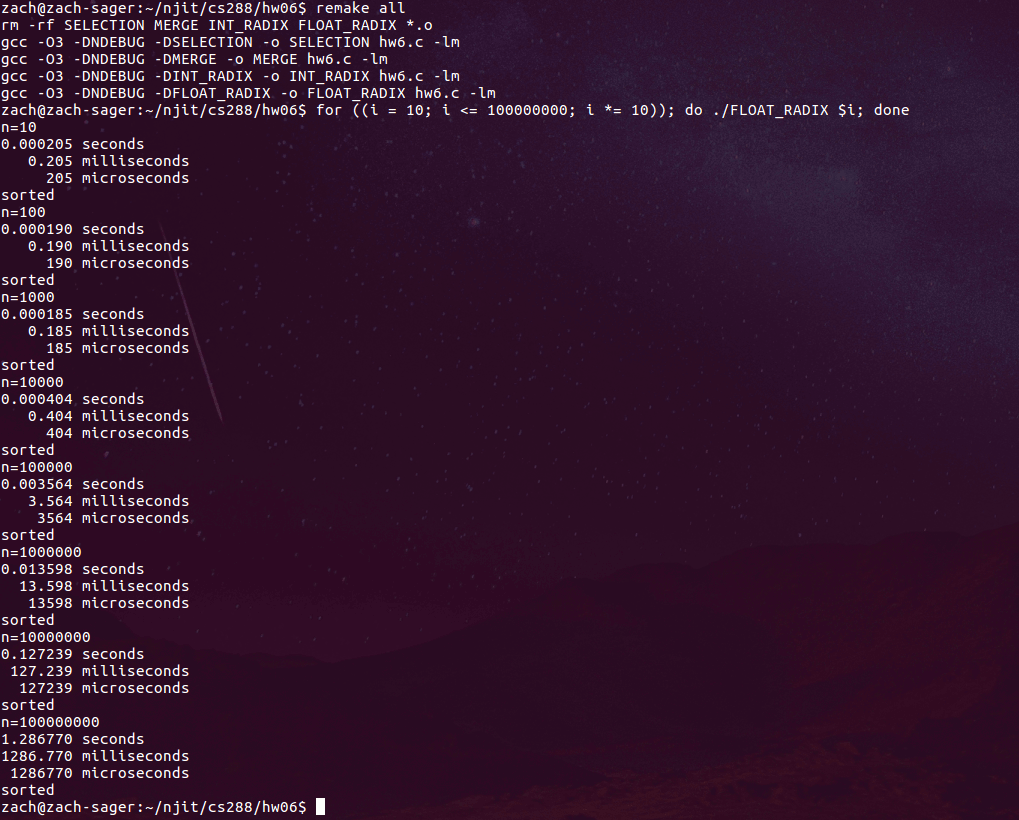 zach@zach-sager:~/njit/cs288/hw06$ remake all
rm -rf SELECTION MERGE INT_RADIX FLOAT_RADIX *.o
gcc -O3 -DNDEBUG -DSELECTION -o SELECTION hw6.c -lm
gcc -O3 -DNDEBUG -DMERGE -o MERGE hw6.c -lm
gcc -O3 -DNDEBUG -DINT_RADIX -o INT_RADIX hw6.c -lm
gcc -O3 -DNDEBUG -DFLOAT_RADIX -o FLOAT_RADIX hw6.c -lm
zach@zach-sager:~/njit/cs288/hw06$ for ((i = 10; i <= 100000000; i *= 10)); do ./FLOAT_RADIX $i; done
n=10
0.000205 seconds
   0.205 milliseconds
     205 microseconds
sorted
n=100
0.000190 seconds
   0.190 milliseconds
     190 microseconds
sorted
n=1000
0.000185 seconds
   0.185 milliseconds
     185 microseconds
sorted
n=10000
0.000404 seconds
   0.404 milliseconds
     404 microseconds
sorted
n=100000
0.003564 seconds
   3.564 milliseconds
    3564 microseconds
sorted
n=1000000
0.013598 seconds
  13.598 milliseconds
   13598 microseconds
sorted
n=10000000
0.127239 seconds
 127.239 milliseconds
  127239 microseconds
sorted
n=100000000
1.286770 seconds
1286.770 milliseconds
 1286770 microseconds
sorted
zach@zach-sager:~/njit/cs288/hw06$